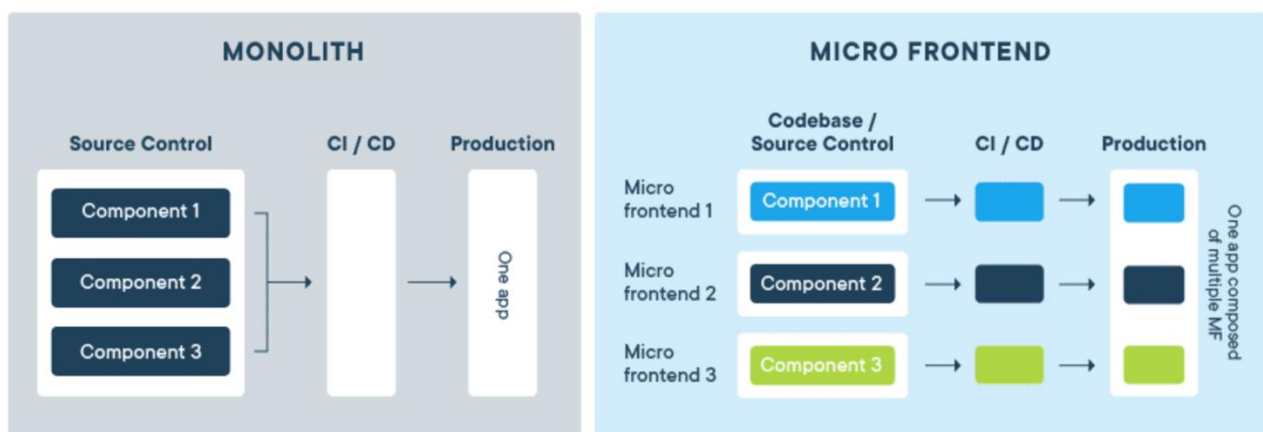 MONOLITH
Source Control
CI / CD
Production
Component 1
Component 2
Component 3
One app
MICRO FRONTEND
Codebase /
Source Control
CI / CD
Production
Micro
frontend 1
Component 1
Micro
frontend 2
Component 2
Micro
frontend 3
Component 3
One app composed
of multiple MF